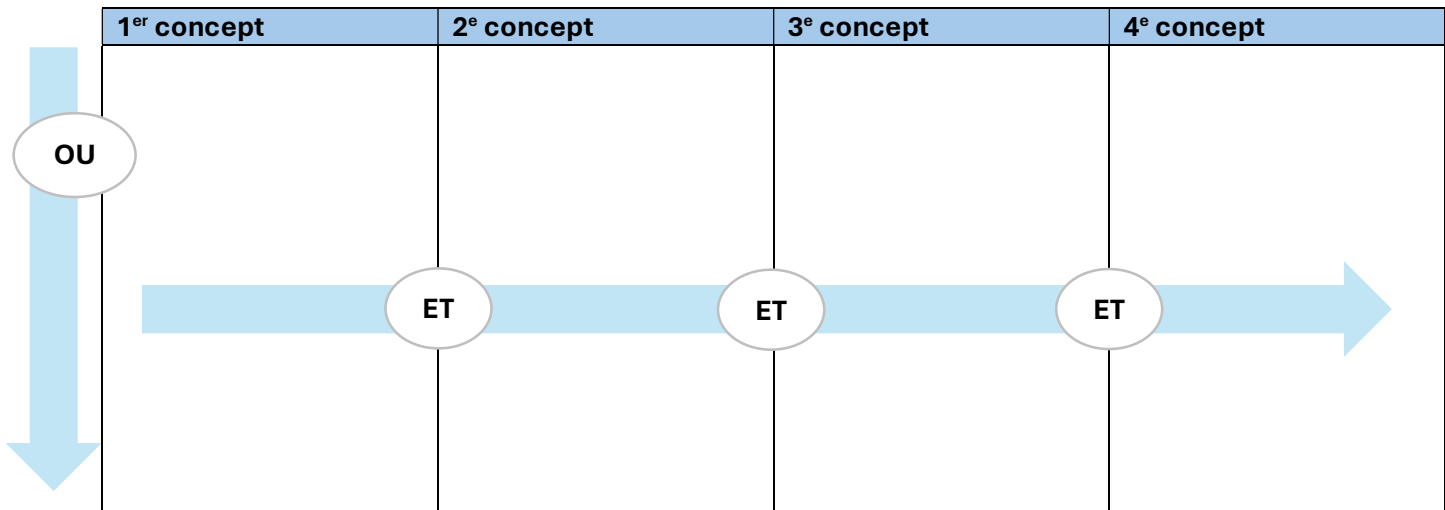 1er concept
2e concept
3e concept
4e concept
OU
ET
ET
ET